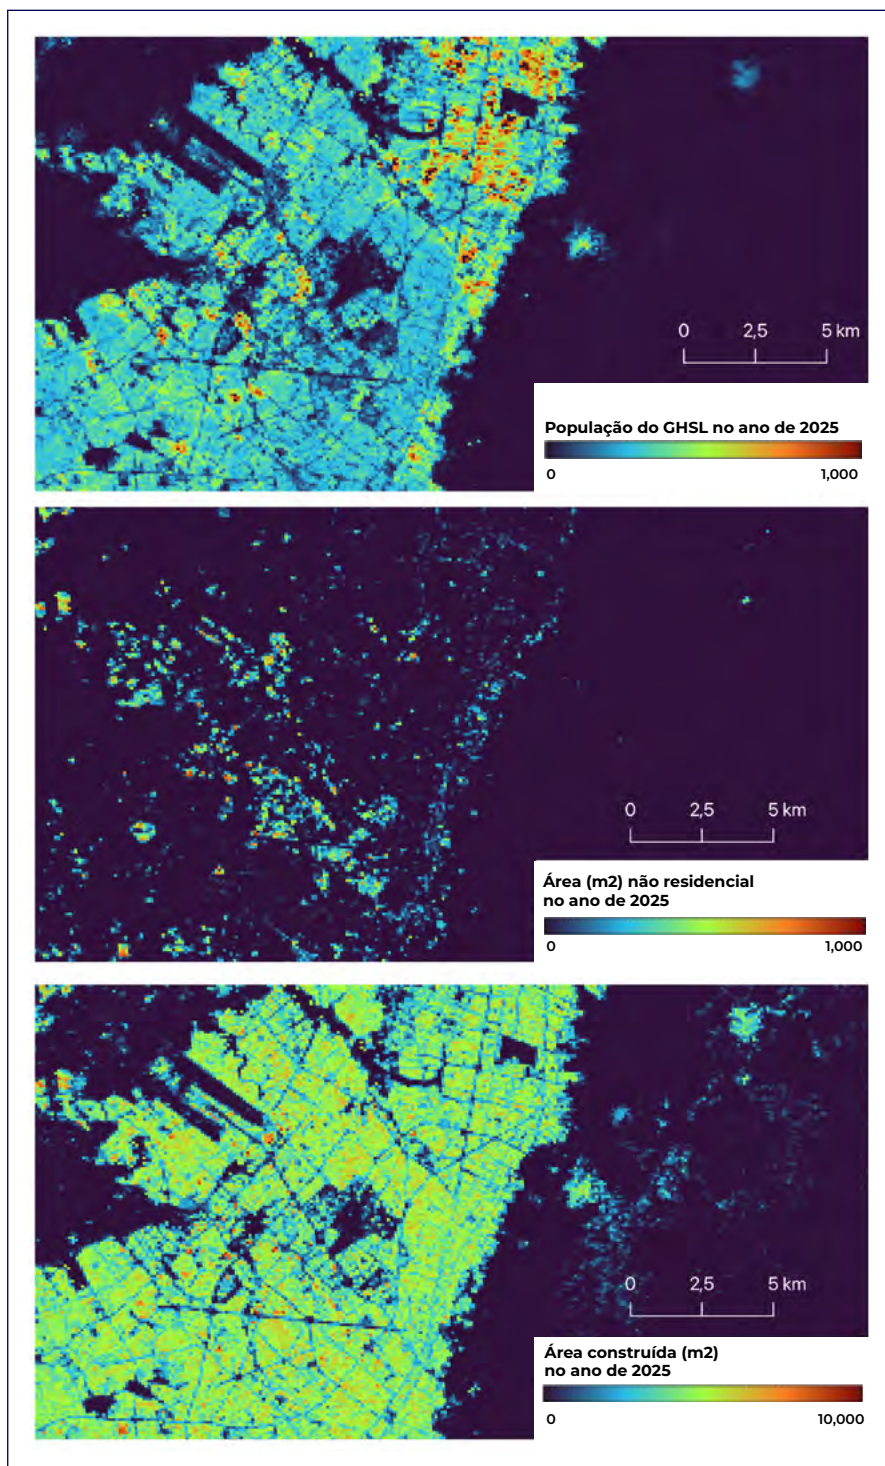 0 2,5 5 km
População do GHSL no ano de 2025
0 1,000
0 2,5 5 km
Área (m2) não residencial
no ano de 2025
0 1,000
0 2,5 5 km
Área construída (m2)
no ano de 2025
0 10,000